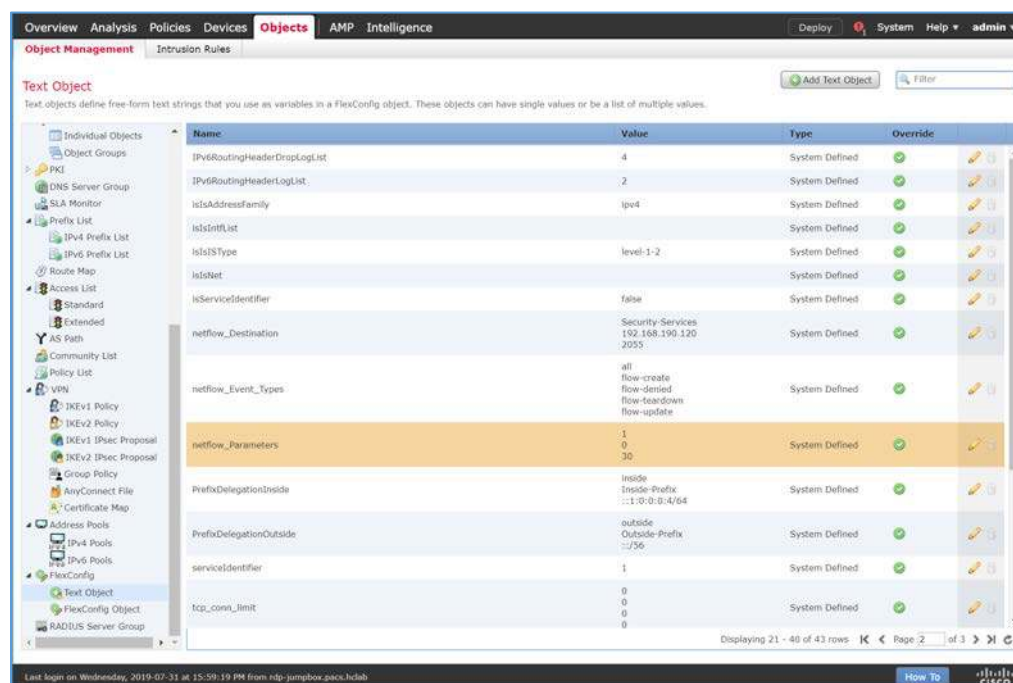 Overview Analysis Policies Devices Objects AMP Intelligence Deploy System Help admin
Object Management Intrusion Rules
Text Object
Add Text Object
Filter
Text objects define free-form text strings that you use as variables in a FlexConfig object. These objects can have single values or be a list of multiple values.
Individual Objects
Object Groups
PKI
DNS Server Group
SLA Monitor
Prefix List
IPv4 Prefix List
IPv6 Prefix List
Route Map
Access List
Standard
Extended
AS Path
Community List
Policy List
VPN
IKEv1 Policy
IKEv2 Policy
IKEv1 IPsec Proposal
IKEv2 IPsec Proposal
Group Policy
AnyConnect File
Certificate Map
Address Pools
IPv4 Pools
IPv6 Pools
FlexConfig
Text Object
FlexConfig Object
RADIUS Server Group
Name Value Type Override
IPv6RoutingHeaderDropLogList 4 System Defined
IPv6RoutingHeaderLogList 2 System Defined
isIsAddressFamily ipv4 System Defined
isIsIntfList System Defined
isIsISType level-1-2 System Defined
isIsNet System Defined
isServiceIdentifier false System Defined
netflow_Destination Security-Services System Defined
192.168.190.120
2055
netflow_Event_Types all System Defined
flow-create
flow-denied
flow-teardown
flow-update
netflow_Parameters 1 System Defined
0
30
PrefixDelegationInside inside System Defined
Inside-Prefix
::1:0:0:0:4/64
PrefixDelegationOutside outside System Defined
Outside-Prefix
::/56
serviceIdentifier 1 System Defined
tcp_conn_limit 0 System Defined
0
0
0
Displaying 21 - 40 of 43 rows Page 2 of 3
Last login on Wednesday, 2019-07-31 at 15:59:19 PM from rdp-jumpbox.pacs.hclab
How To
CISCO